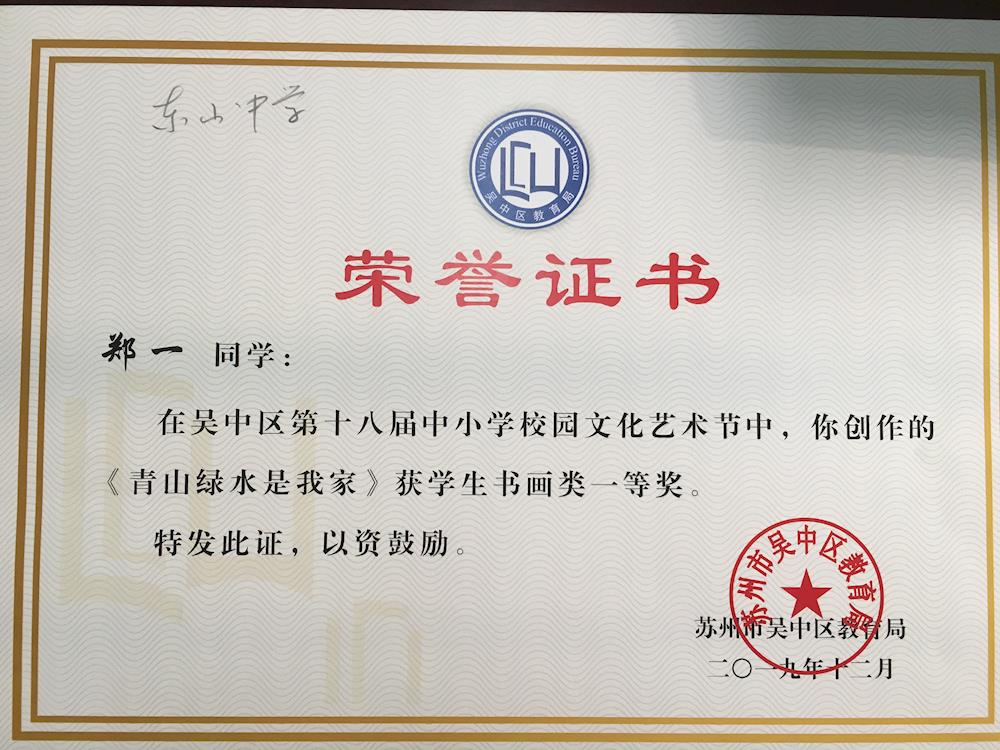 东山中学
Wuzhong District Education Bureau
吴中区教育局
荣誉证书
郑一 同学：
在吴中区第十八届中小学校园文化艺术节中，你创作的
《青山绿水是我家》获学生书画类一等奖。
特发此证，以资鼓励。
苏州市吴中区教育局
苏州市吴中区教育局
二〇一九年十二月